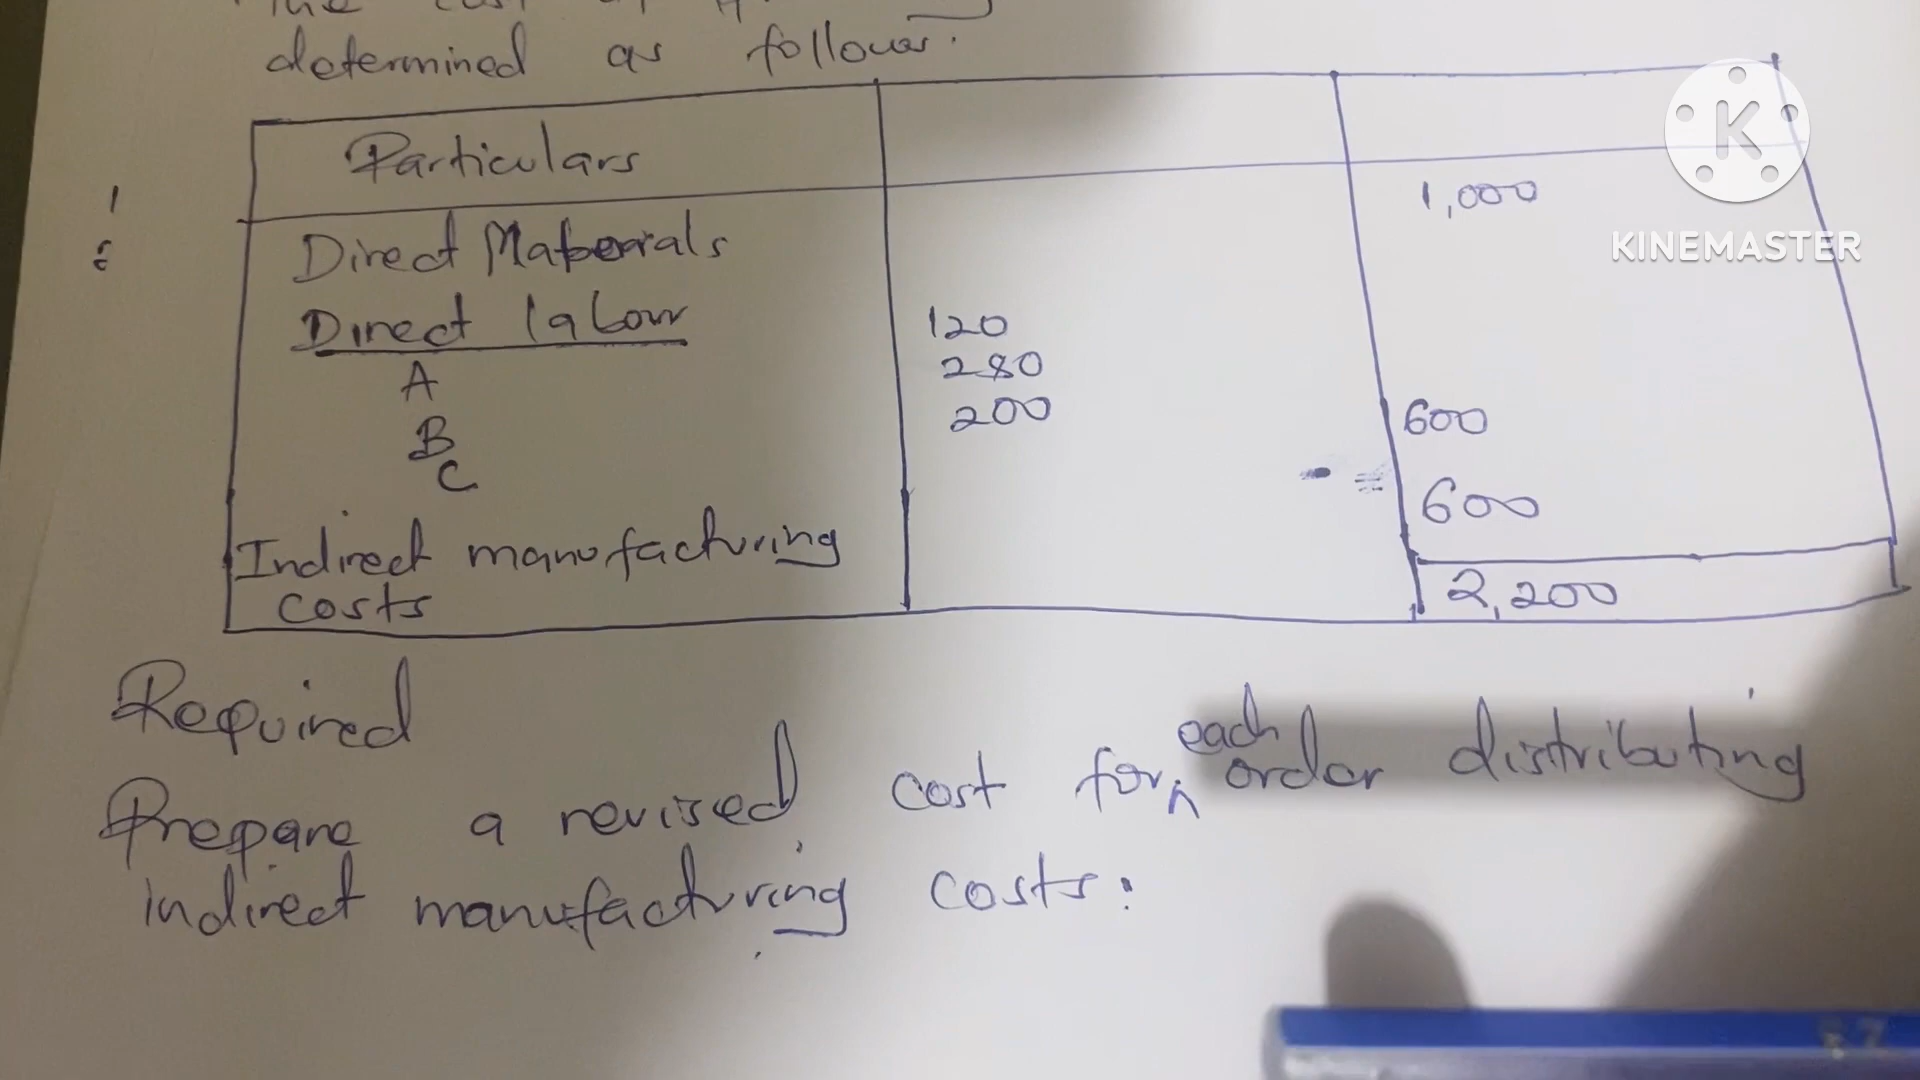 determined as follows.
Particulars
Direct Materials 1,000
Direct labour 120
A 280
B 200 600
C
Indirect manufacturing 600
costs 2,200
Required
Prepare a revised cost for each order distributing
indirect manufacturing costs:
K
KINEMASTER